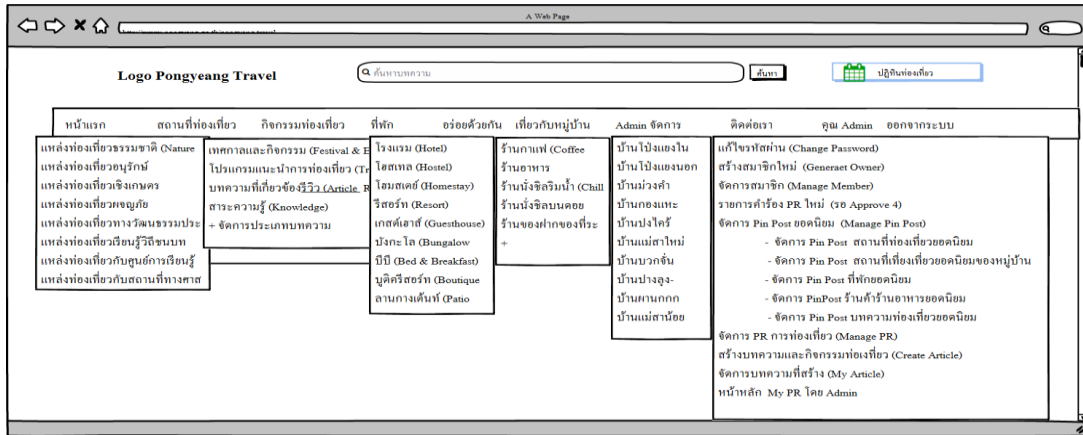 A Web Page
Logo Pongyeang Travel
ค้นหาบทความ
ค้นหา
ปฏิทินท่องเที่ยว
หน้าแรก สถานที่ท่องเที่ยว กิจกรรมท่องเที่ยว ที่พัก อร่อยด้วยกัน เที่ยวกับหมู่บ้าน Admin จัดการ ติดต่อเรา คุณ Admin ออกจากระบบ
แหล่งท่องเที่ยวธรรมชาติ (Nature
แหล่งท่องเที่ยวอนุรักษ์
แหล่งท่องเที่ยวเชิงเกษตร
แหล่งท่องเที่ยวผจญภัย
แหล่งท่องเที่ยวทางวัฒนธรรมประ
แหล่งท่องเที่ยวเรียนรู้วิถีชนบท
แหล่งท่องเที่ยวกับศูนย์การเรียนรู้
แหล่งท่องเที่ยวกับสถานที่ทางศาส
เทศกาลและกิจกรรม (Festival & E
โปรแกรมแนะนำการท่องเที่ยว (Tr
บทความที่เกี่ยวข้องรีวิว (Article R
สาระความรู้ (Knowledge)
+ จัดการประเภทบทความ
โรงแรม (Hotel)
โฮสเทล (Hostel)
โฮมสเตย์ (Homestay)
รีสอร์ท (Resort)
เกสต์เฮาส์ (Guesthouse)
บังกะโล (Bungalow
บีบี (Bed & Breakfast)
บูติครีสอร์ท (Boutique
ลานกางเต้นท์ (Patio
ร้านกาแฟ (Coffee
ร้านอาหาร
ร้านนั่งชิลริมน้ำ (Chill
ร้านนั่งชิลบนดอย
ร้านของฝากของที่ระ
+
บ้านโป่งแยงใน
บ้านโป่งแยงนอก
บ้านม่วงคำ
บ้านกองแหะ
บ้านปงไคร้
บ้านแม่สาใหม่
บ้านบวกจั่น
บ้านปางลุง-
บ้านผานกกก
บ้านแม่สาน้อย
แก้ไขรหัสผ่าน (Change Password)
สร้างสมาชิกใหม่ (Generaet Owner)
จัดการสมาชิก (Manage Member)
รายการคำร้อง PR ใหม่ (รอ Approve 4)
จัดการ Pin Post ยอดนิยม (Manage Pin Post)
- จัดการ Pin Post สถานที่ท่องเที่ยวยอดนิยม
- จัดการ Pin Post สถานที่เที่ยงเที่ยวยอดนิยมของหมู่บ้าน
- จัดการ Pin Post ที่พักยอดนิยม
- จัดการ PinPost ร้านค้าร้านอาหารยอดนิยม
- จัดการ Pin Post บทความท่องเที่ยวยอดนิยม
จัดการ PR การท่องเที่ยว (Manage PR)
สร้างบทความและกิจกรรมท่อเงที่ยว (Create Article)
จัดการบทความที่สร้าง (My Article)
หน้าหลัก My PR โดย Admin